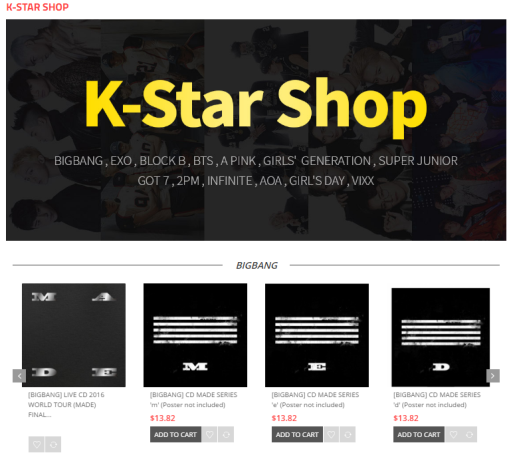 K-STAR SHOP
K-Star Shop
BIGBANG , EXO , BLOCK B , BTS , A PINK , GIRLS' GENERATION , SUPER JUNIOR
GOT 7 , 2PM , INFINITE , AOA , GIRL'S DAY , VIXX
BIGBANG
M A
D E
M
E
D
[BIGBANG] LIVE CD 2016
WORLD TOUR (MADE)
FINAL...
[BIGBANG] CD MADE SERIES
'm' (Poster not included)
$13.82
ADD TO CART
[BIGBANG] CD MADE SERIES
'e' (Poster not included)
$13.82
ADD TO CART
[BIGBANG] CD MADE SERIES
'd' (Poster not included)
$13.82
ADD TO CART